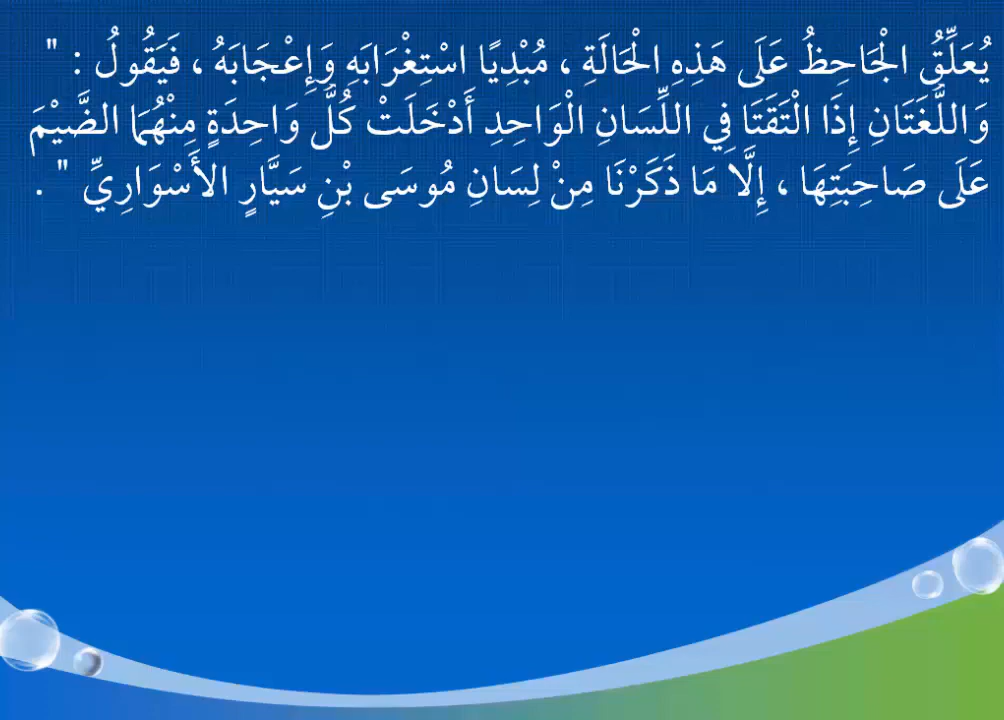 يُعَلِّقُ الْجَاحِظُ عَلَى هَذِهِ الْحَالَةِ ، مُبْدِيًا اسْتِغْرَابَهِ وَإِعْجَابَهُ ، فَيَقُولُ : "
وَاللُّغَتَانِ إِذَا الْتَقَتَا فِي اللِّسَانِ الْوَاحِدِ أَدْخَلَتْ كُلُّ وَاحِدَةٍ مِنْهُمَا الضَّيْمَ
عَلَى صَاحِبَتِهَا ، إِلَّا مَا ذَكَرْنَا مِنْ لِسَانِ مُوسَى بْنِ سَيَّارٍ الأَسْوَارِيِّ " .